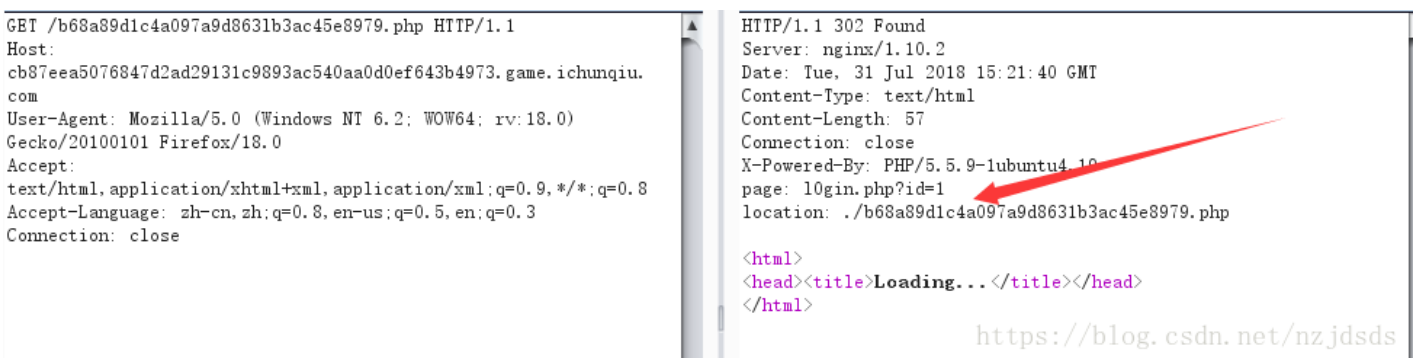 GET /b68a89d1c4a097a9d8631b3ac45e8979.php HTTP/1.1
Host:
cb87eea5076847d2ad29131c9893ac540aa0d0ef643b4973.game.ichunqiu.
com
User-Agent: Mozilla/5.0 (Windows NT 6.2; WOW64; rv:18.0)
Gecko/20100101 Firefox/18.0
Accept:
text/html,application/xhtml+xml,application/xml;q=0.9,*/*;q=0.8
Accept-Language: zh-cn,zh;q=0.8,en-us;q=0.5,en;q=0.3
Connection: close
HTTP/1.1 302 Found
Server: nginx/1.10.2
Date: Tue, 31 Jul 2018 15:21:40 GMT
Content-Type: text/html
Content-Length: 57
Connection: close
X-Powered-By: PHP/5.5.9-1ubuntu4.19
page: l0gin.php?id=1
location: ./b68a89d1c4a097a9d8631b3ac45e8979.php
<html>
<head><title>Loading...</title></head>
</html>
https://blog.csdn.net/nzjdsds